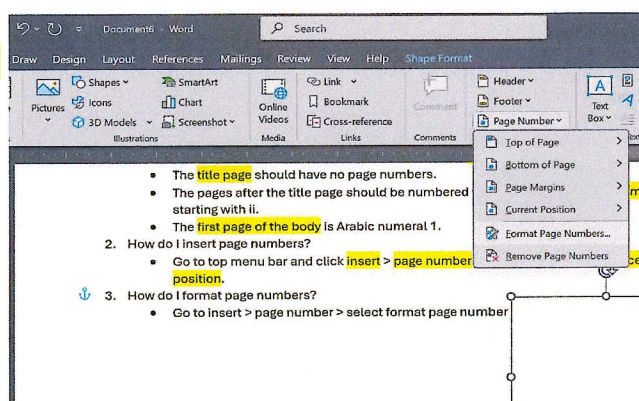 Document6 - Word
Search
Draw Design Layout References Mailings Review View Help Shape Format
Pictures
Shapes
Icons
3D Models
SmartArt
Chart
Screenshot
Illustrations
Online Videos
Media
Link
Bookmark
Cross-reference
Links
Comment
Comments
Header
Footer
Page Number
Text Box
Top of Page
Bottom of Page
Page Margins
Current Position
Format Page Numbers...
Remove Page Numbers
• The title page should have no page numbers.
• The pages after the title page should be numbered
starting with ii.
• The first page of the body is Arabic numeral 1.
2. How do I insert page numbers?
• Go to top menu bar and click insert > page number
position.
3. How do I format page numbers?
• Go to insert > page number > select format page number